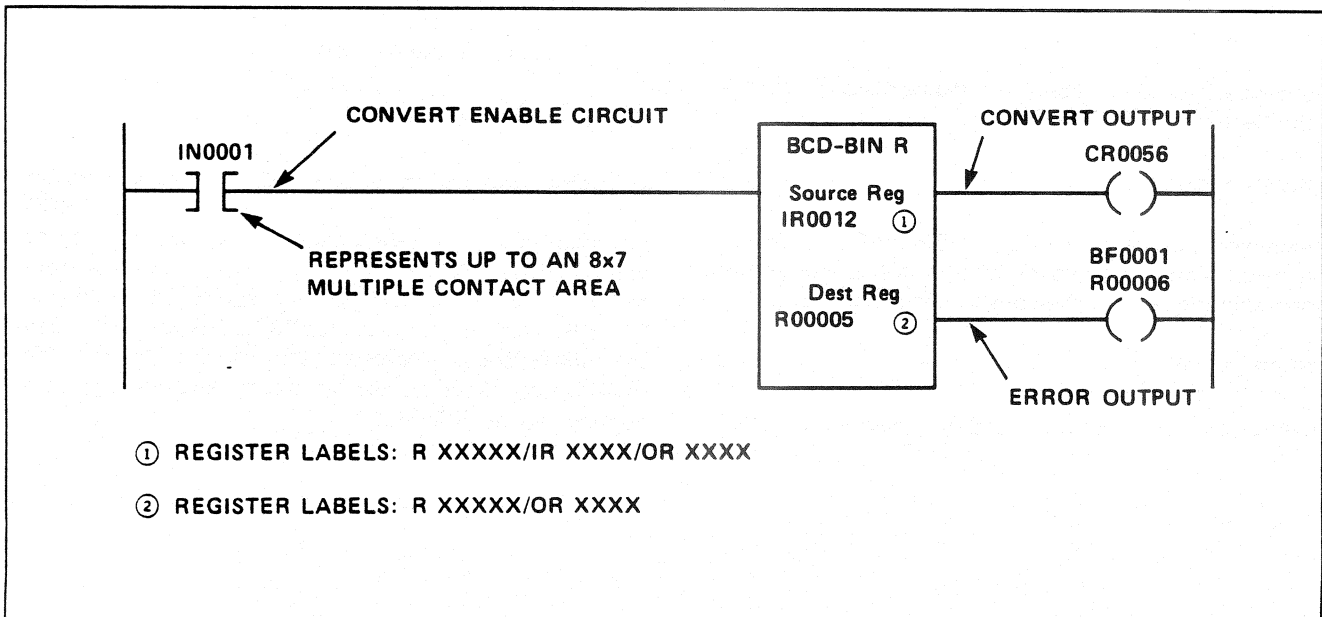 CONVERT ENABLE CIRCUIT
CONVERT OUTPUT
IN0001
BCD-BIN R
CR0056
Source Reg
IR0012 ①
REPRESENTS UP TO AN 8x7
MULTIPLE CONTACT AREA
BF0001
R00006
Dest Reg
R00005 ②
ERROR OUTPUT
① REGISTER LABELS: R XXXXX/IR XXXX/OR XXXX
② REGISTER LABELS: R XXXXX/OR XXXX